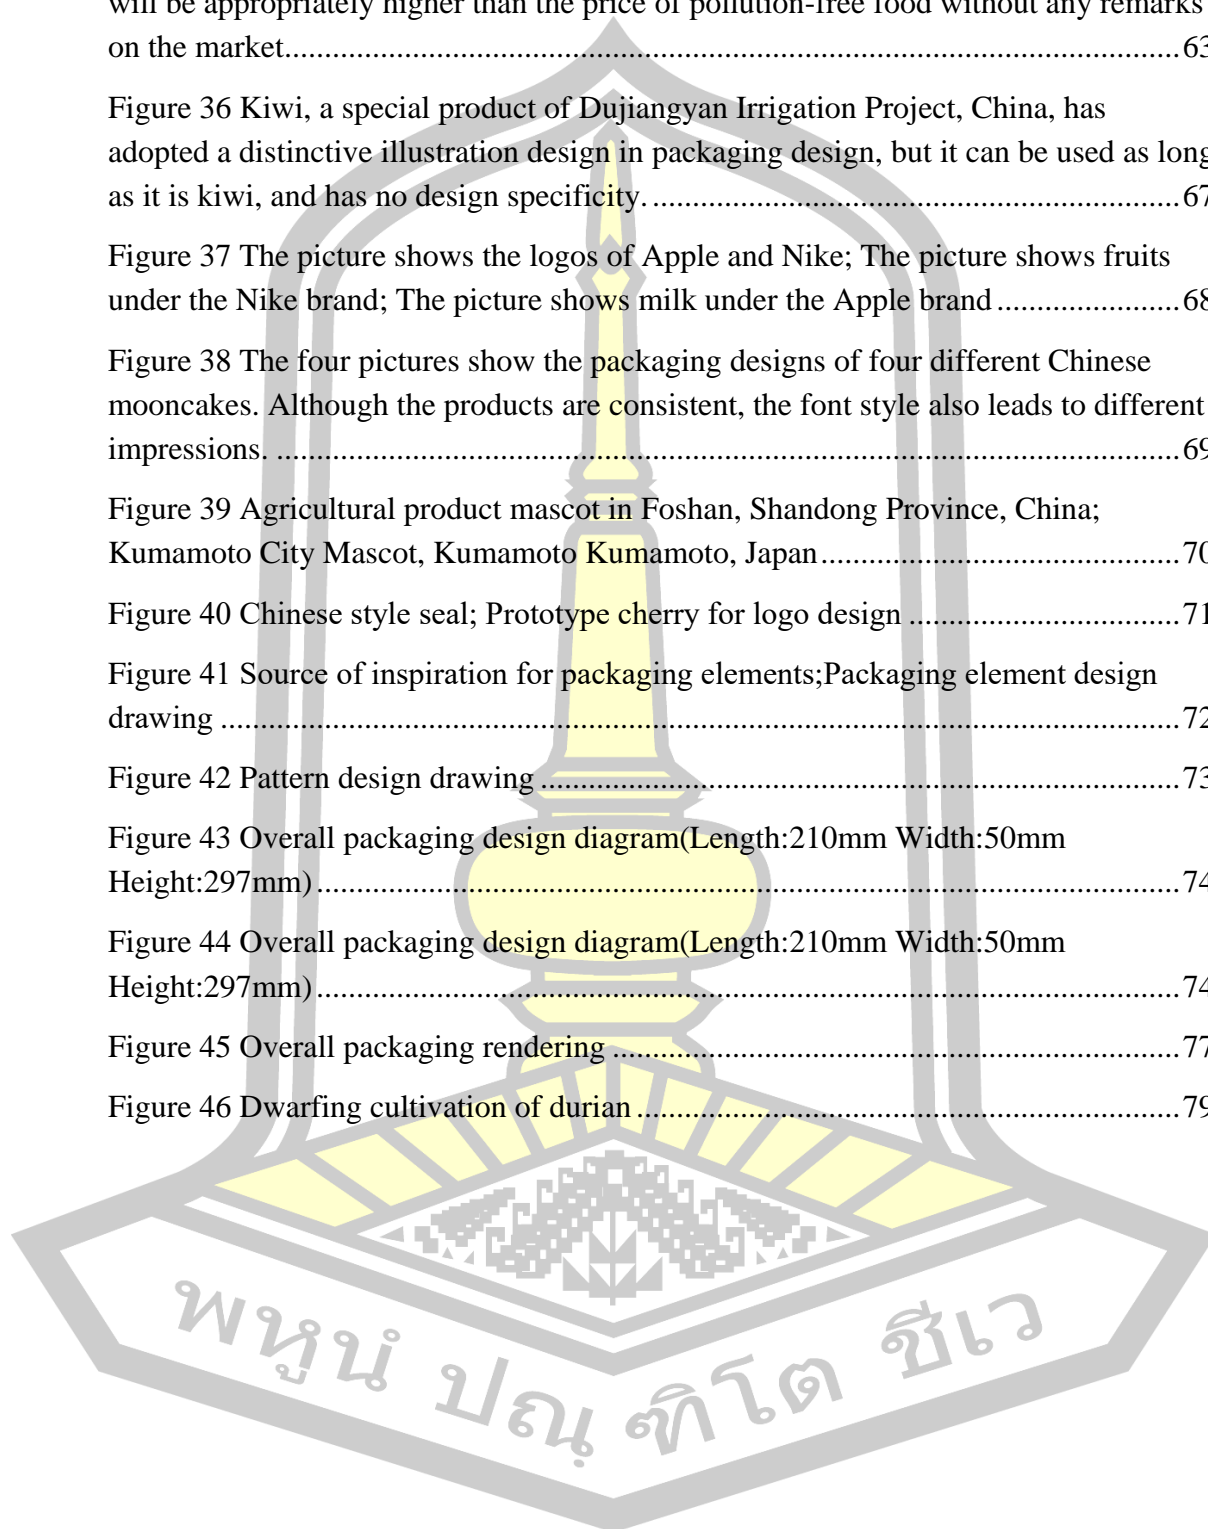 will be appropriately higher than the price of pollution-free food without any remarks
on the market.......................................................................................................................63
Figure 36 Kiwi, a special product of Dujiangyan Irrigation Project, China, has
adopted a distinctive illustration design in packaging design, but it can be used as long
as it is kiwi, and has no design specificity. .......................................................................67
Figure 37 The picture shows the logos of Apple and Nike; The picture shows fruits
under the Nike brand; The picture shows milk under the Apple brand ........................68
Figure 38 The four pictures show the packaging designs of four different Chinese
mooncakes. Although the products are consistent, the font style also leads to different
impressions. ........................................................................................................................69
Figure 39 Agricultural product mascot in Foshan, Shandong Province, China;
Kumamoto City Mascot, Kumamoto Kumamoto, Japan ................................................70
Figure 40 Chinese style seal; Prototype cherry for logo design ....................................71
Figure 41 Source of inspiration for packaging elements;Packaging element design
drawing ................................................................................................................................72
Figure 42 Pattern design drawing .....................................................................................73
Figure 43 Overall packaging design diagram(Length:210mm Width:50mm
Height:297mm) ...................................................................................................................74
Figure 44 Overall packaging design diagram(Length:210mm Width:50mm
Height:297mm) ...................................................................................................................74
Figure 45 Overall packaging rendering ...........................................................................77
Figure 46 Dwarfing cultivation of durian ........................................................................79
พหูนํ ปณฺฑิโต ชีเว